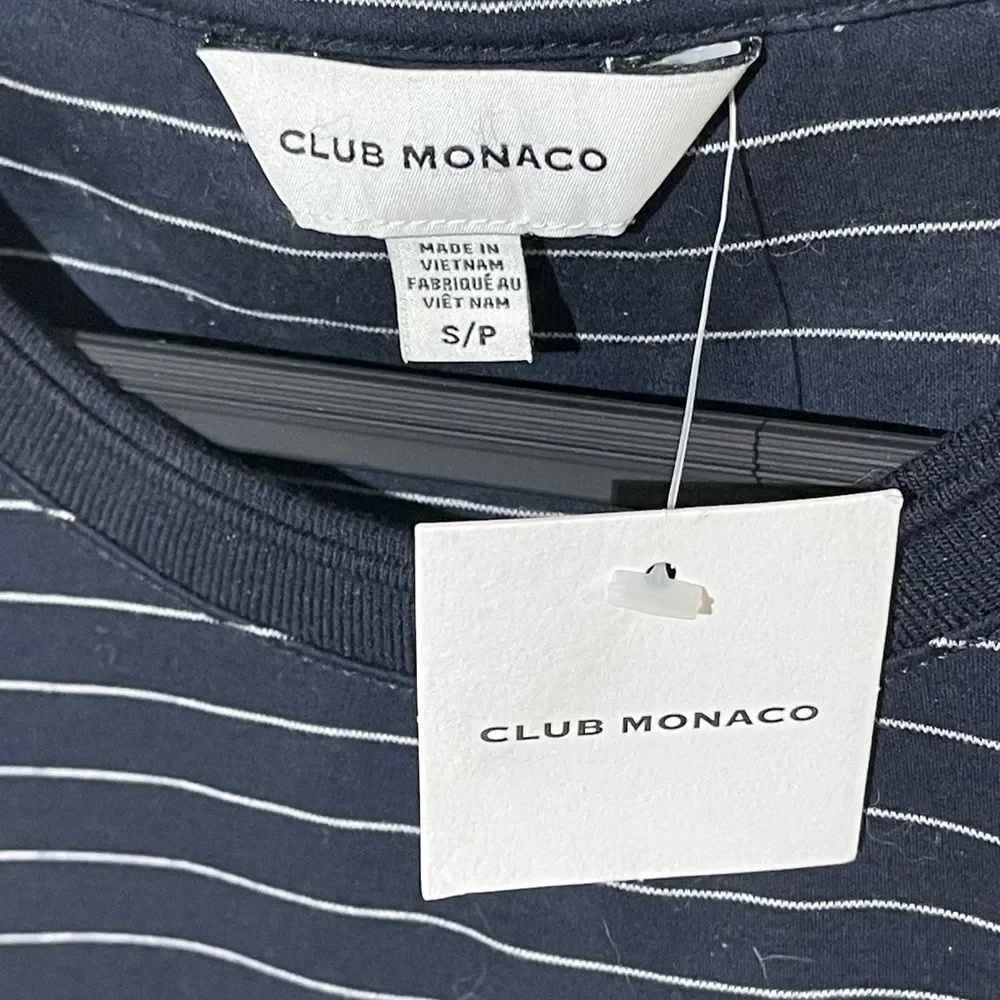 CLUB MONACO
MADE IN
VIETNAM
FABRIQUÉ AU
VIÊT NAM
S/P
CLUB MONACO